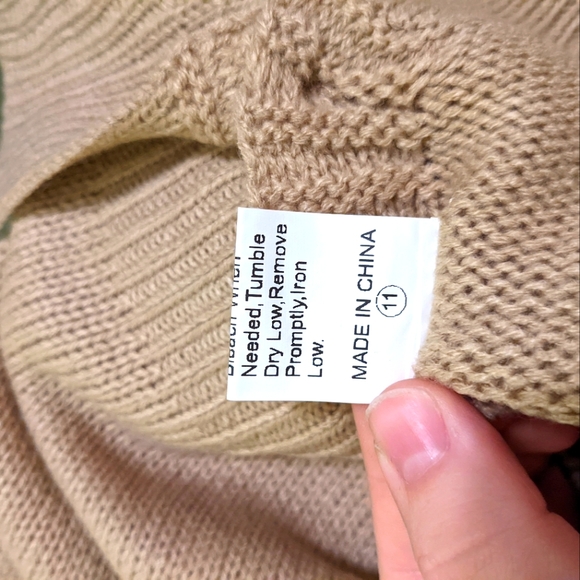 Needed,Tumble
Dry Low,Remove
Promptly,Iron
Low.
MADE IN CHINA
11